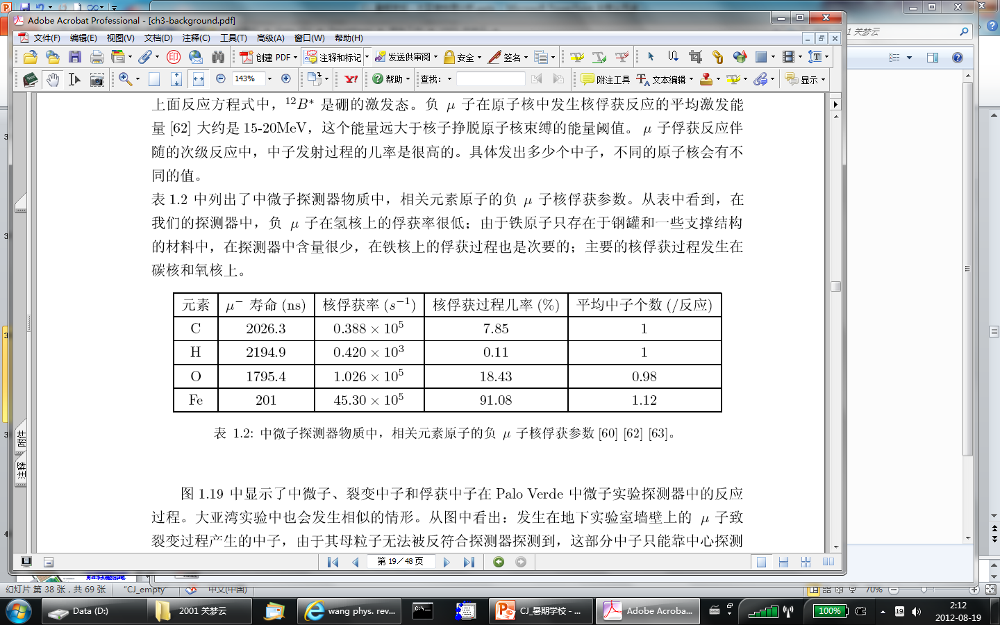 Adobe Acrobat Professional - [ch3-background.pdf]
文件(F) 编辑(E) 视图(V) 文档(D) 注释(C) 工具(T) 高级(A) 窗口(W) 帮助(H)
1 关梦云
创建 PDF 注释和标记 发送供审阅 安全 签名
143% 帮助 查找: 附注工具 文本编辑 显示
上面反应方程式中，¹²B* 是硼的激发态。负 μ 子在原子核中发生核俘获反应的平均激发能
量 [62] 大约是 15-20MeV，这个能量远大于核子挣脱原子核束缚的能量阈值。 μ 子俘获反应伴
随的次级反应中，中子发射过程的几率是很高的。具体发出多少个中子，不同的原子核会有不
同的值。
表 1.2 中列出了中微子探测器物质中，相关元素原子的负 μ 子核俘获参数。从表中看到，在
我们的探测器中，负 μ 子在氢核上的俘获率很低；由于铁原子只存在于钢罐和一些支撑结构
的材料中，在探测器中含量很少，在铁核上的俘获过程也是次要的；主要的核俘获过程发生在
碳核和氧核上。
元素 μ⁻ 寿命 (ns) 核俘获率 (s⁻¹) 核俘获过程几率 (%) 平均中子个数 (/反应)
C 2026.3 0.388 × 10⁵ 7.85 1
H 2194.9 0.420 × 10³ 0.11 1
O 1795.4 1.026 × 10⁵ 18.43 0.98
Fe 201 45.30 × 10⁵ 91.08 1.12
表 1.2: 中微子探测器物质中，相关元素原子的负 μ 子核俘获参数 [60] [62] [63]。
图 1.19 中显示了中微子、裂变中子和俘获中子在 Palo Verde 中微子实验探测器中的反应
过程。大亚湾实验中也会发生相似的情形。从图中看出：发生在地下实验室墙壁上的 μ 子致
裂变过程产生的中子，由于其母粒子无法被反符合探测器探测到，这部分中子只能靠中心探测
附件
注释
第 19／48 页
幻灯片 第 38 张，共 69 张 "CJ_empty" 中文(中国) 70%
Data (D:) 2001 关梦云 wang phys. rev... CJ_暑期学校 - ... Adobe Acroba... 100% 19 2:12
2012-08-19